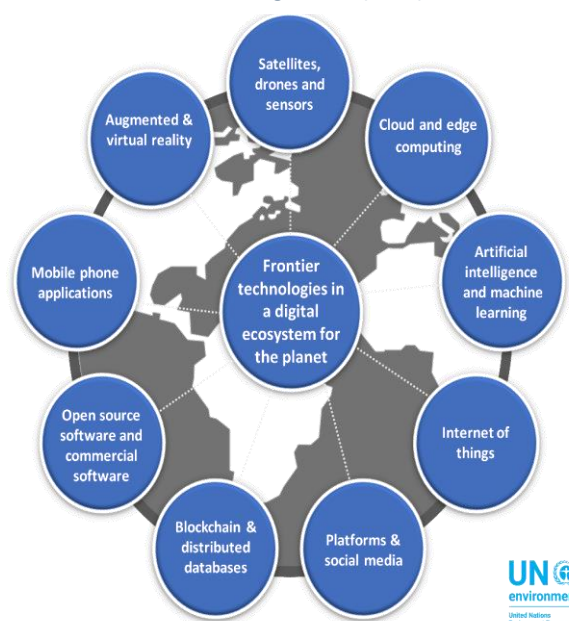 Satellites,
drones and
sensors
Cloud and edge
computing
Artificial
intelligence
and machine
learning
Internet of
things
Platforms &
social media
Blockchain &
distributed
databases
Open source
software and
commercial
software
Mobile phone
applications
Augmented &
virtual reality
Frontier
technologies in
a digital
ecosystem for
the planet
UN
environme
United Nations